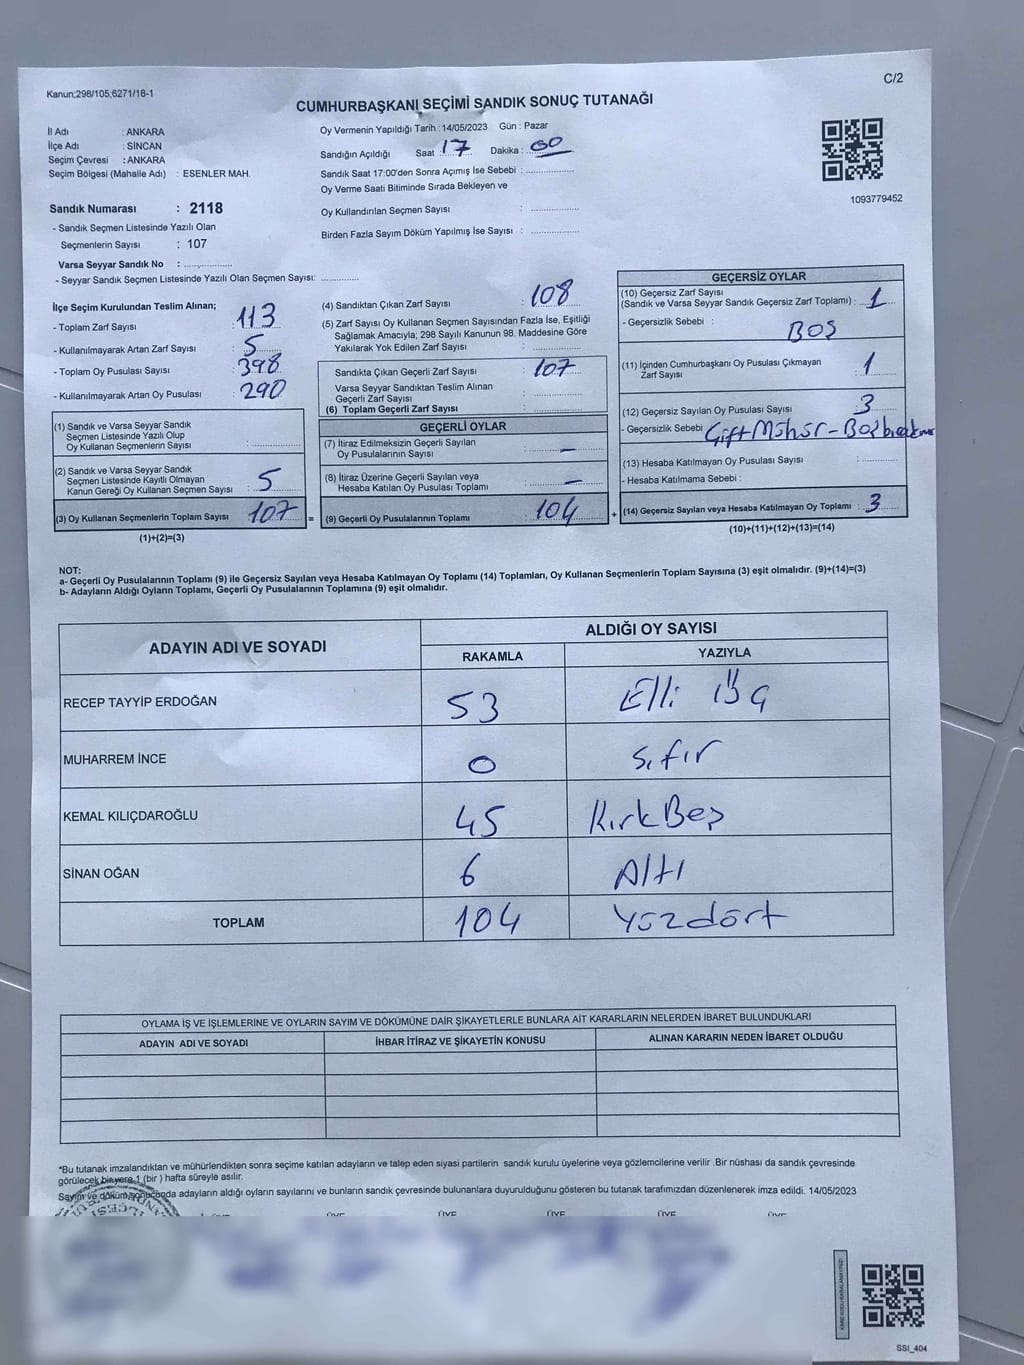 Kanun;298/105;6271/18-1
C/2
CUMHURBAŞKANI SEÇİMİ SANDIK SONUÇ TUTANAĞI
İl Adı : ANKARA
İlçe Adı : SİNCAN
Seçim Çevresi : ANKARA
Seçim Bölgesi (Mahalle Adı) : ESENLER MAH.
Sandık Numarası : 2118
- Sandık Seçmen Listesinde Yazılı Olan
Seçmenlerin Sayısı : 107
Varsa Seyyar Sandık No :
- Seyyar Sandık Seçmen Listesinde Yazılı Olan Seçmen Sayısı:
Oy Vermenin Yapıldığı Tarih :14/05/2023 Gün : Pazar
Sandığın Açıldığı Saat : 17 Dakika : 00
Sandık Saat 17:00'den Sonra Açımış İse Sebebi :
Oy Verme Saati Bitiminde Sırada Bekleyen ve
Oy Kullandırılan Seçmen Sayısı :
Birden Fazla Sayım Döküm Yapılmış İse Sayısı :
1093779452
İlçe Seçim Kurulundan Teslim Alınan;
- Toplam Zarf Sayısı : 113
- Kullanılmayarak Artan Zarf Sayısı : 5
- Toplam Oy Pusulası Sayısı : 398
- Kullanılmayarak Artan Oy Pusulası : 290
(1) Sandık ve Varsa Seyyar Sandık
Seçmen Listesinde Yazılı Olup
Oy Kullanan Seçmenlerin Sayısı :
(2) Sandık ve Varsa Seyyar Sandık
Seçmen Listesinde Kayıtlı Olmayan
Kanun Gereği Oy Kullanan Seçmen Sayısı : 5
(3) Oy Kullanan Seçmenlerin Toplam Sayısı : 107 =
(1)+(2)=(3)
(4) Sandıktan Çıkan Zarf Sayısı : 108
(5) Zarf Sayısı Oy Kullanan Seçmen Sayısından Fazla İse, Eşitliği
Sağlamak Amacıyla; 298 Sayılı Kanunun 98. Maddesine Göre
Yakılarak Yok Edilen Zarf Sayısı :
Sandıkta Çıkan Geçerli Zarf Sayısı : 107
Varsa Seyyar Sandıktan Teslim Alınan
Geçerli Zarf Sayısı :
(6) Toplam Geçerli Zarf Sayısı :
GEÇERLİ OYLAR
(7) İtiraz Edilmeksizin Geçerli Sayılan
Oy Pusulalarının Sayısı : —
(8) İtiraz Üzerine Geçerli Sayılan veya
Hesaba Katılan Oy Pusulası Toplamı : —
(9) Geçerli Oy Pusulalarının Toplamı : 104 +
GEÇERSİZ OYLAR
(10) Geçersiz Zarf Sayısı
(Sandık ve Varsa Seyyar Sandık Geçersiz Zarf Toplamı) : 1
- Geçersizlik Sebebi :
BOŞ
(11) İçinden Cumhurbaşkanı Oy Pusulası Çıkmayan
Zarf Sayısı : 1
(12) Geçersiz Sayılan Oy Pusulası Sayısı : 3
- Geçersizlik Sebebi : Çift Mühür - Boş bırakma
(13) Hesaba Katılmayan Oy Pusulası Sayısı :
- Hesaba Katılmama Sebebi :
(14) Geçersiz Sayılan veya Hesaba Katılmayan Oy Toplamı : 3
(10)+(11)+(12)+(13)=(14)
NOT:
a- Geçerli Oy Pusulalarının Toplamı (9) ile Geçersiz Sayılan veya Hesaba Katılmayan Oy Toplamı (14) Toplamları, Oy Kullanan Seçmenlerin Toplam Sayısına (3) eşit olmalıdır. (9)+(14)=(3)
b- Adayların Aldığı Oyların Toplamı, Geçerli Oy Pusulalarının Toplamına (9) eşit olmalıdır.
ADAYIN ADI VE SOYADI
ALDIĞI OY SAYISI
RAKAMLA YAZIYLA
RECEP TAYYİP ERDOĞAN 53 Elli üç
MUHARREM İNCE 0 Sıfır
KEMAL KILIÇDAROĞLU 45 Kırk Beş
SİNAN OĞAN 6 Altı
TOPLAM 104 Yüzdört
OYLAMA İŞ VE İŞLEMLERİNE VE OYLARIN SAYIM VE DÖKÜMÜNE DAİR ŞİKAYETLERLE BUNLARA AİT KARARLARIN NELERDEN İBARET BULUNDUKLARI
ADAYIN ADI VE SOYADI İHBAR İTİRAZ VE ŞİKAYETİN KONUSU ALINAN KARARIN NEDEN İBARET OLDUĞU
*Bu tutanak imzalandıktan ve mühürlendikten sonra seçime katılan adayların ve talep eden siyasi partilerin sandık kurulu üyelerine veya gözlemcilerine verilir .Bir nüshası da sandık çevresinde
görülecek bir yere 1 (bir ) hafta süreyle asılır.
Sayım ve döküm sonucunda adayların aldığı oyların sayılarını ve bunların sandık çevresinde bulunanlara duyurulduğunu gösteren bu tutanak tarafımızdan düzenlenerek imza edildi. 14/05/2023
ÜYE ÜYE ÜYE ÜYE ÜYE
SSI_404